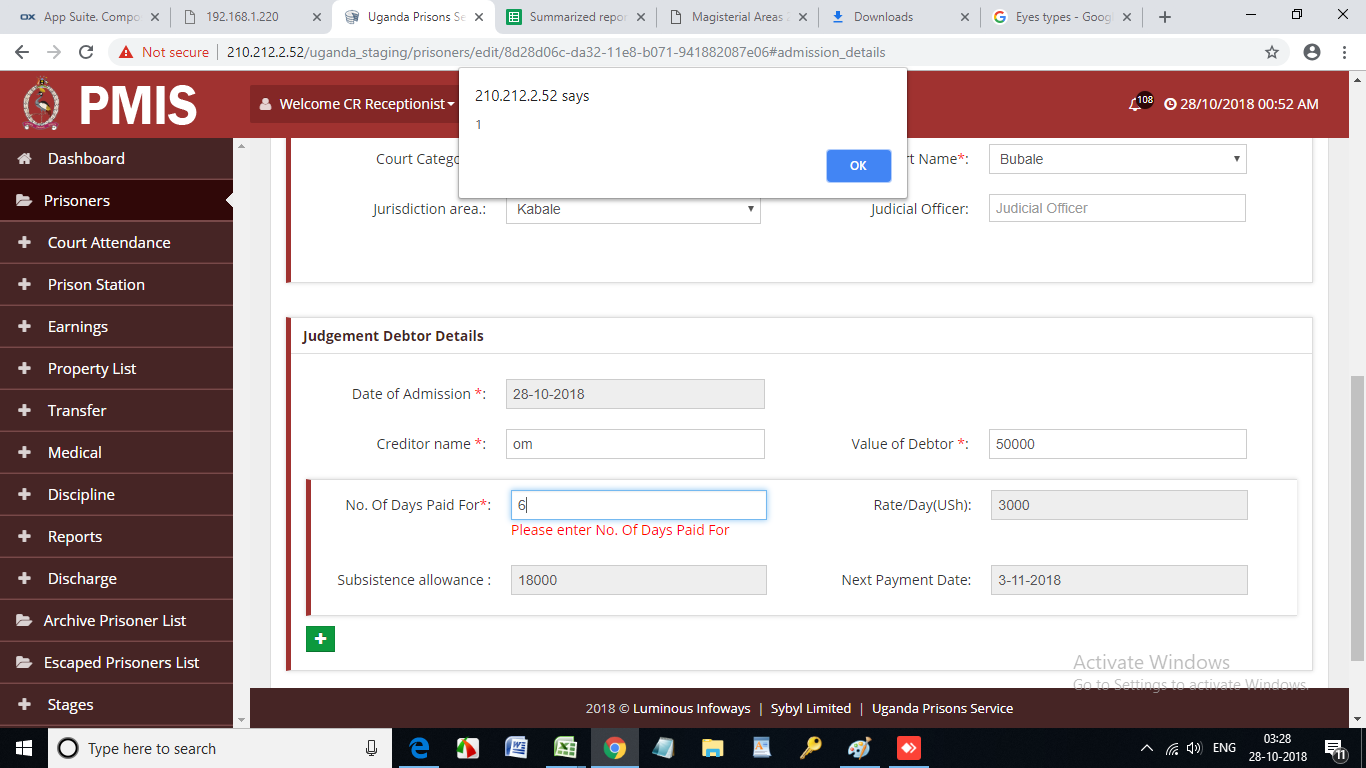 App Suite. Compo
192.168.1.220
Uganda Prisons Se
Summarized repor
Magisterial Areas 2
Downloads
Eyes types - Goog
Not secure
210.212.2.52/uganda_staging/prisoners/edit/8d28d06c-da32-11e8-b071-941882087e06#admission_details
PMIS
Welcome CR Receptionist
210.212.2.52 says
1
OK
108
28/10/2018 00:52 AM
Dashboard
Prisoners
Court Attendance
Prison Station
Earnings
Property List
Transfer
Medical
Discipline
Reports
Discharge
Archive Prisoner List
Escaped Prisoners List
Stages
Court Catego
rt Name*:
Bubale
Jurisdiction area.:
Kabale
Judicial Officer:
Judicial Officer
Judgement Debtor Details
Date of Admission *:
28-10-2018
Creditor name *:
om
Value of Debtor *:
50000
No. Of Days Paid For*:
6
Please enter No. Of Days Paid For
Rate/Day(USh):
3000
Subsistence allowance :
18000
Next Payment Date:
3-11-2018
Activate Windows
Go to Settings to activate Windows.
2018 © Luminous Infoways | Sybyl Limited | Uganda Prisons Service
Type here to search
ENG
03:28
28-10-2018
11